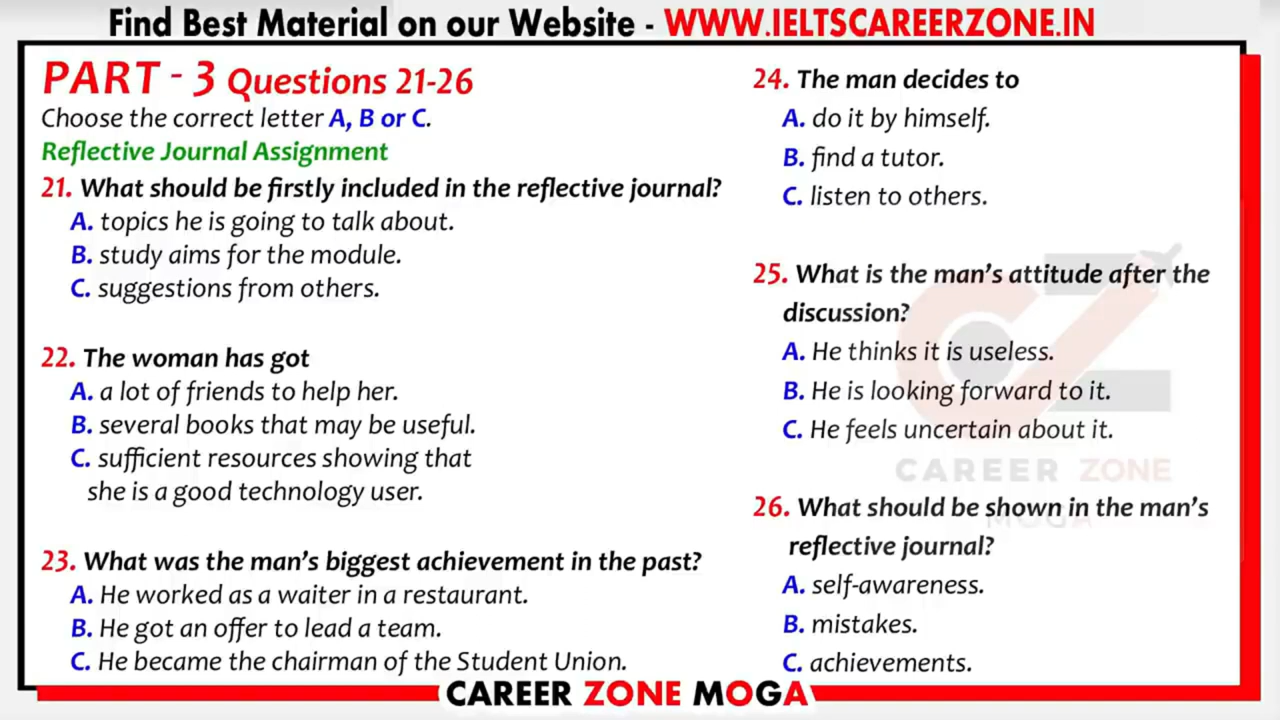 Find Best Material on our Website - WWW.IELTSCAREERZONE.IN
PART - 3 Questions 21-26
Choose the correct letter A, B or C.
Reflective Journal Assignment
21. What should be firstly included in the reflective journal?
A. topics he is going to talk about.
B. study aims for the module.
C. suggestions from others.
22. The woman has got
A. a lot of friends to help her.
B. several books that may be useful.
C. sufficient resources showing that
she is a good technology user.
23. What was the man's biggest achievement in the past?
A. He worked as a waiter in a restaurant.
B. He got an offer to lead a team.
C. He became the chairman of the Student Union.
24. The man decides to
A. do it by himself.
B. find a tutor.
C. listen to others.
25. What is the man's attitude after the
discussion?
A. He thinks it is useless.
B. He is looking forward to it.
C. He feels uncertain about it.
CAREER ZONE
MOGA
26. What should be shown in the man's
reflective journal?
A. self-awareness.
B. mistakes.
C. achievements.
CAREER ZONE MOGA